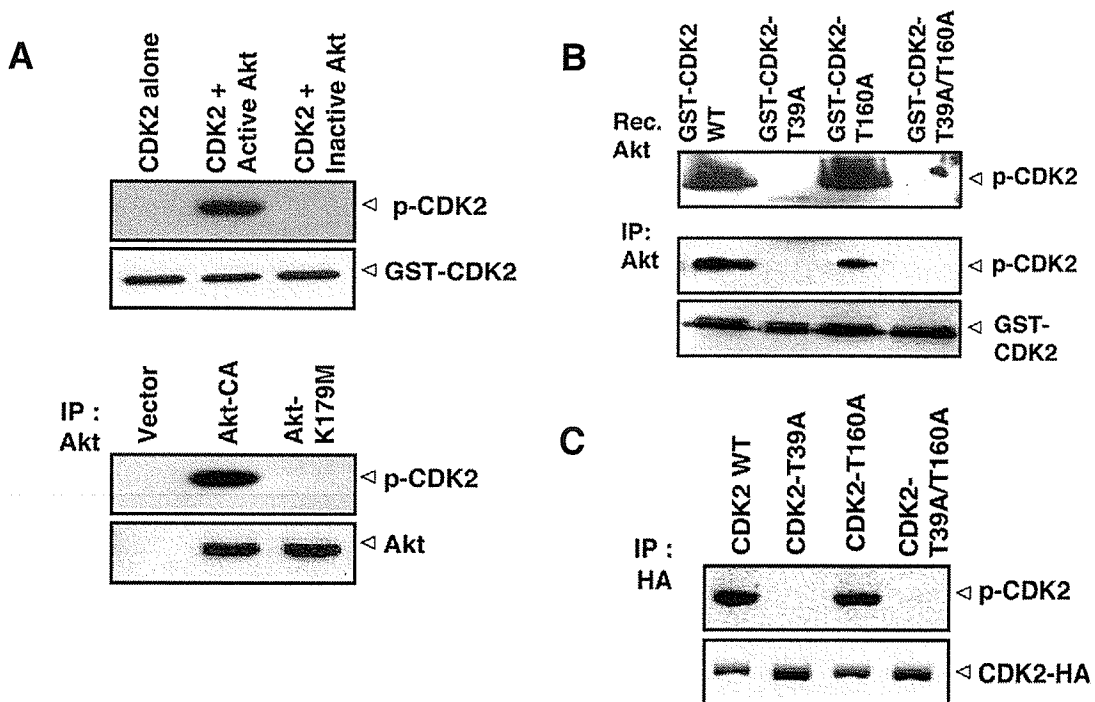 A
CDK2 alone
CDK2 +
Active Akt
CDK2 +
Inactive Akt
p-CDK2
GST-CDK2
IP :
Akt
Vector
Akt-CA
Akt-
K179M
p-CDK2
Akt
B
Rec.
Akt
GST-CDK2
WT
GST-CDK2-
T39A
GST-CDK2-
T160A
GST-CDK2-
T39A/T160A
p-CDK2
IP:
Akt
p-CDK2
GST-
CDK2
C
IP :
HA
CDK2 WT
CDK2-T39A
CDK2-T160A
CDK2-
T39A/T160A
p-CDK2
CDK2-HA